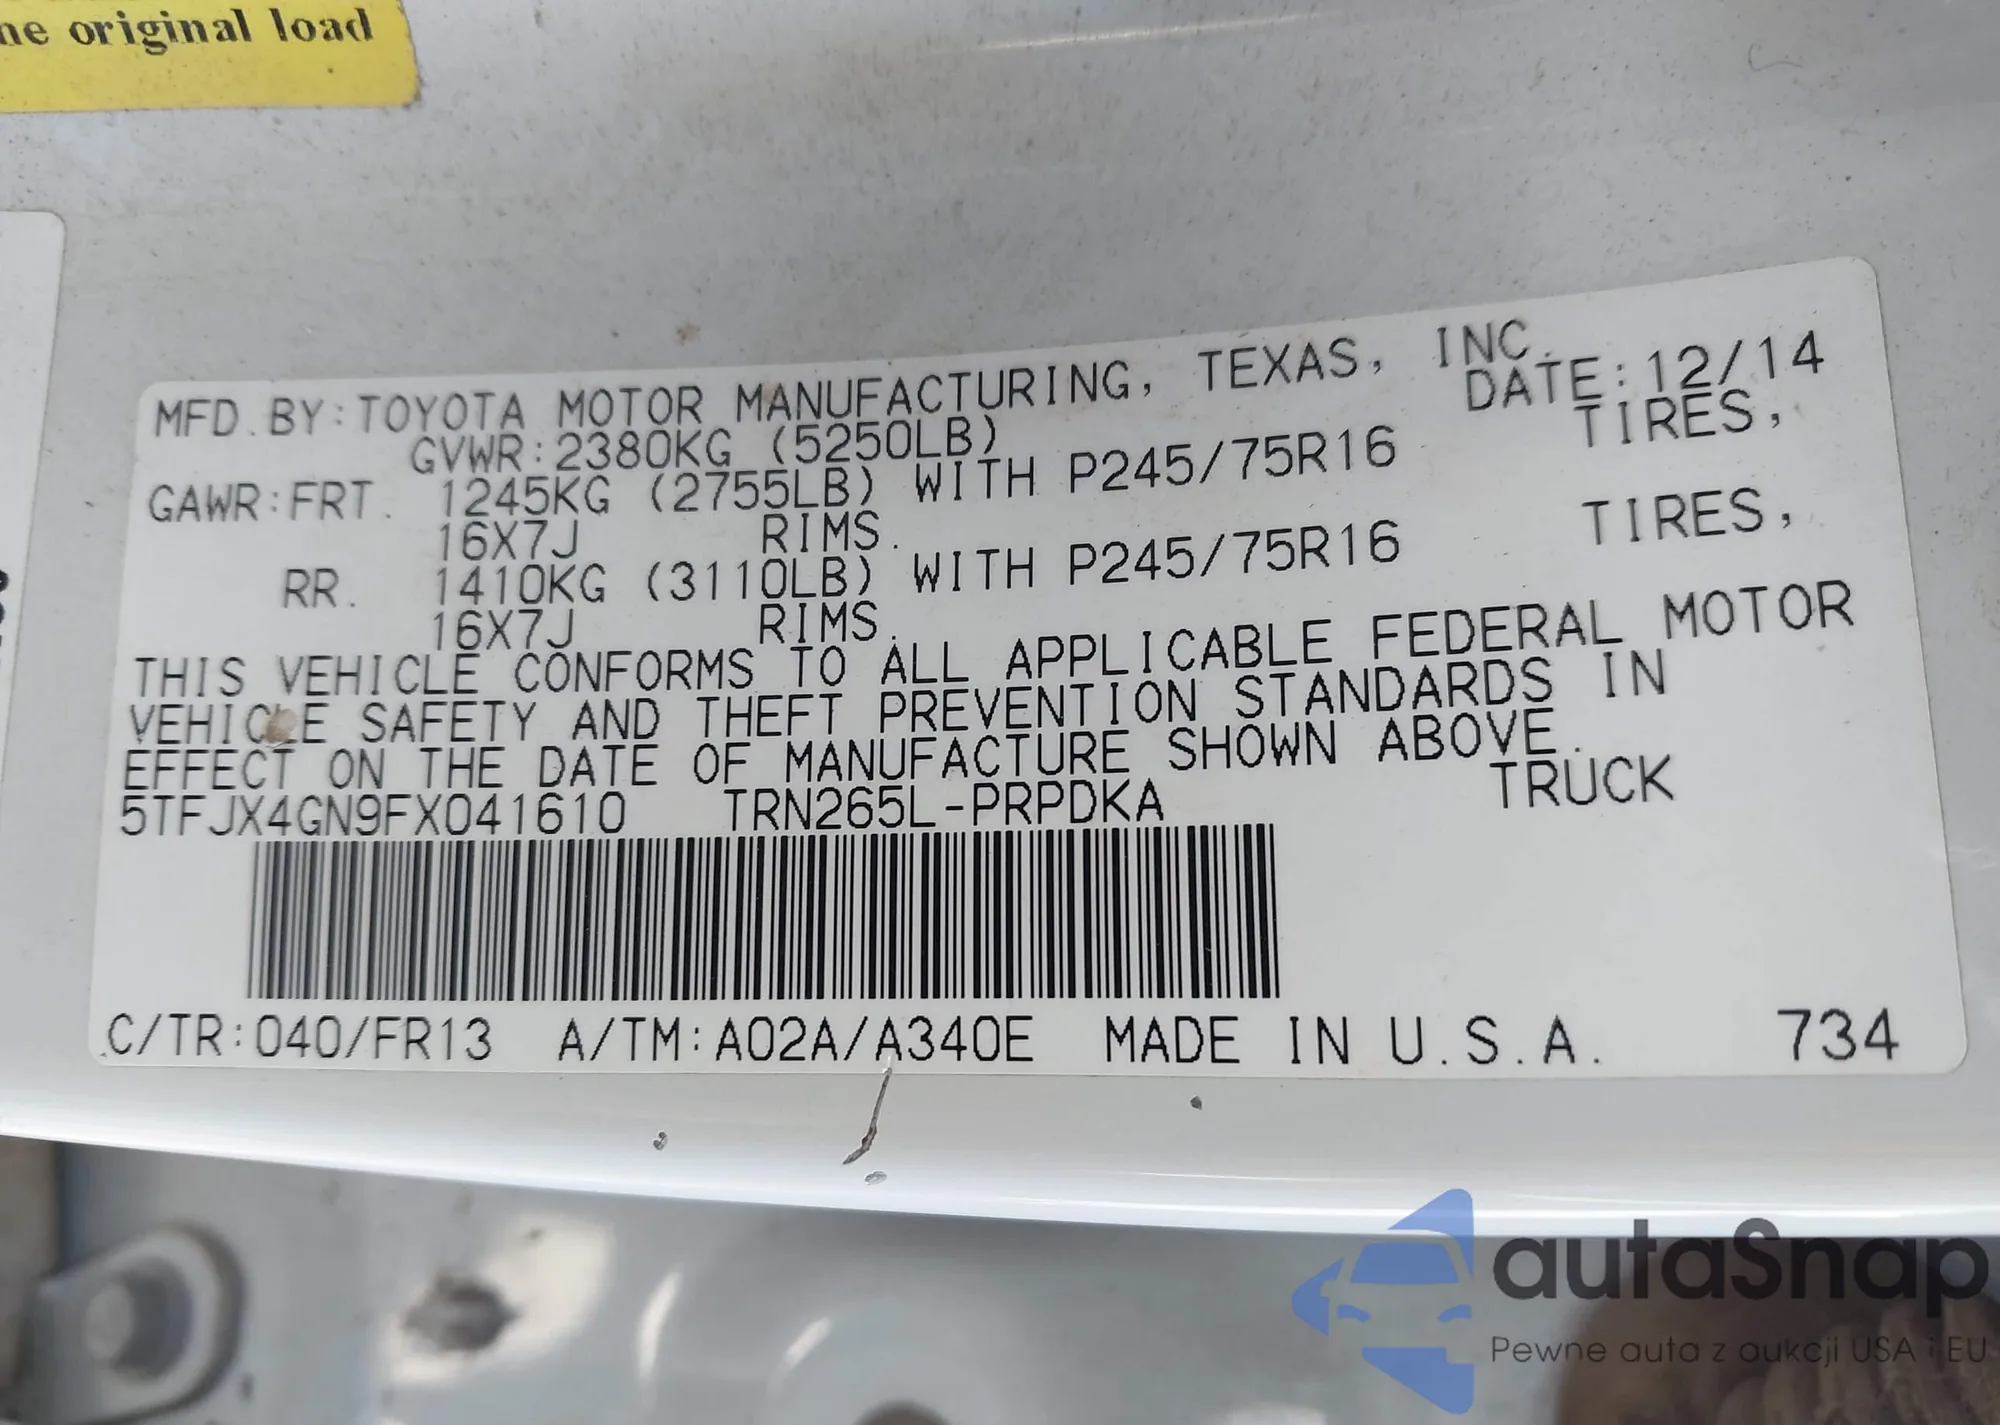 he original load
MFD.BY:TOYOTA MOTOR MANUFACTURING, TEXAS, INC.
GVWR:2380KG (5250LB) DATE:12/14
GAWR:FRT. 1245KG (2755LB) WITH P245/75R16 TIRES,
16X7J RIMS.
RR. 1410KG (3110LB) WITH P245/75R16 TIRES,
16X7J RIMS.
THIS VEHICLE CONFORMS TO ALL APPLICABLE FEDERAL MOTOR
VEHICLE SAFETY AND THEFT PREVENTION STANDARDS IN
EFFECT ON THE DATE OF MANUFACTURE SHOWN ABOVE.
5TFJX4GN9FX041610 TRN265L-PRPDKA TRUCK
C/TR:040/FR13 A/TM:A02A/A340E MADE IN U.S.A. 734
autaSnap
Pewne auta z aukcji USA i EU